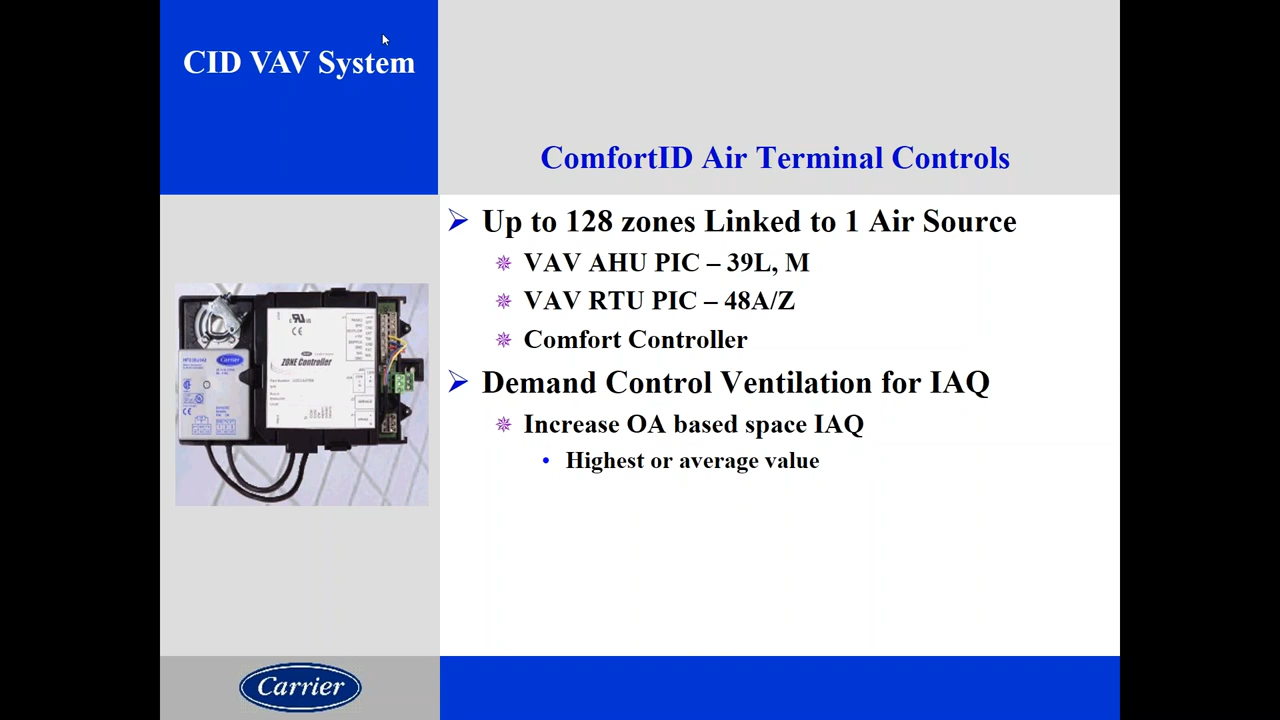 CID VAV System
ComfortID Air Terminal Controls
Up to 128 zones Linked to 1 Air Source
VAV AHU PIC – 39L, M
VAV RTU PIC – 48A/Z
Comfort Controller
Demand Control Ventilation for IAQ
Increase OA based space IAQ
Highest or average value
Carrier
ZONE Controller
Carrier